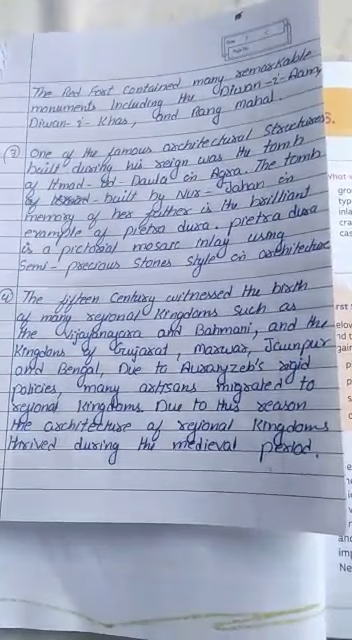 The Red Fort contained many remarkable
monuments Including the Diwan-i-Aam,
Diwan-i-Khas, and Rang mahal.
(3) One of the famous architectural Structures
built during his reign was the tomb
of Itmad-ud-Daula in Agra. The tomb
built by Nur-Jahan in
memory of her father is the brilliant
example of pietra dura. pietra dura
is a pictorial mosaic inlay using
Semi-precious Stones Style in architecture
(4) The fifteen Century witnessed the birth
of many regional Kingdoms Such as
the Vijayanagara and Bahmani, and the
Kingdoms of Gujarat, Marwar, Jaunpur
and Bengal, Due to Auranyzeb's rigid
policies, many artisans migrated to
regional Kingdoms. Due to this reason
the architecture of regional Kingdoms
thrived during the medieval period.